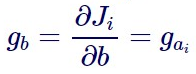 g_b = ∂J_i / ∂b = g_{a_i}